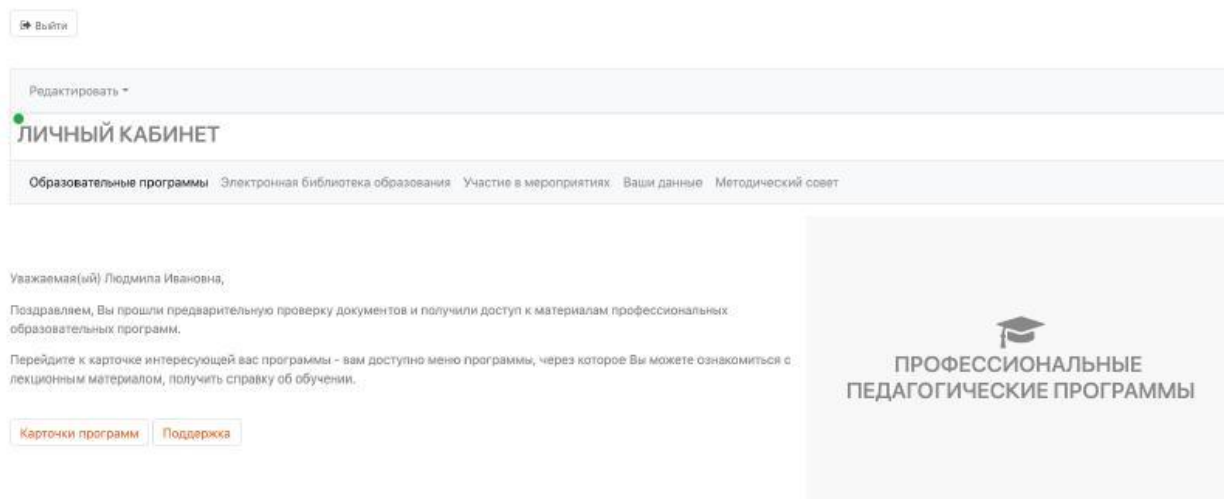 Выйти
Редактировать
ЛИЧНЫЙ КАБИНЕТ
Образовательные программы Электронная библиотека образования Участие в мероприятиях Ваши данные Методический совет
Уважаемая(ый) Людмила Ивановна,
Поздравляем, Вы прошли предварительную проверку документов и получили доступ к материалам профессиональных
образовательных программ.
Перейдите к карточке интересующей вас программы - вам доступно меню программы, через которое Вы можете ознакомиться с
лекционным материалом, получить справку об обучении.
Карточки программ Поддержка
ПРОФЕССИОНАЛЬНЫЕ
ПЕДАГОГИЧЕСКИЕ ПРОГРАММЫ